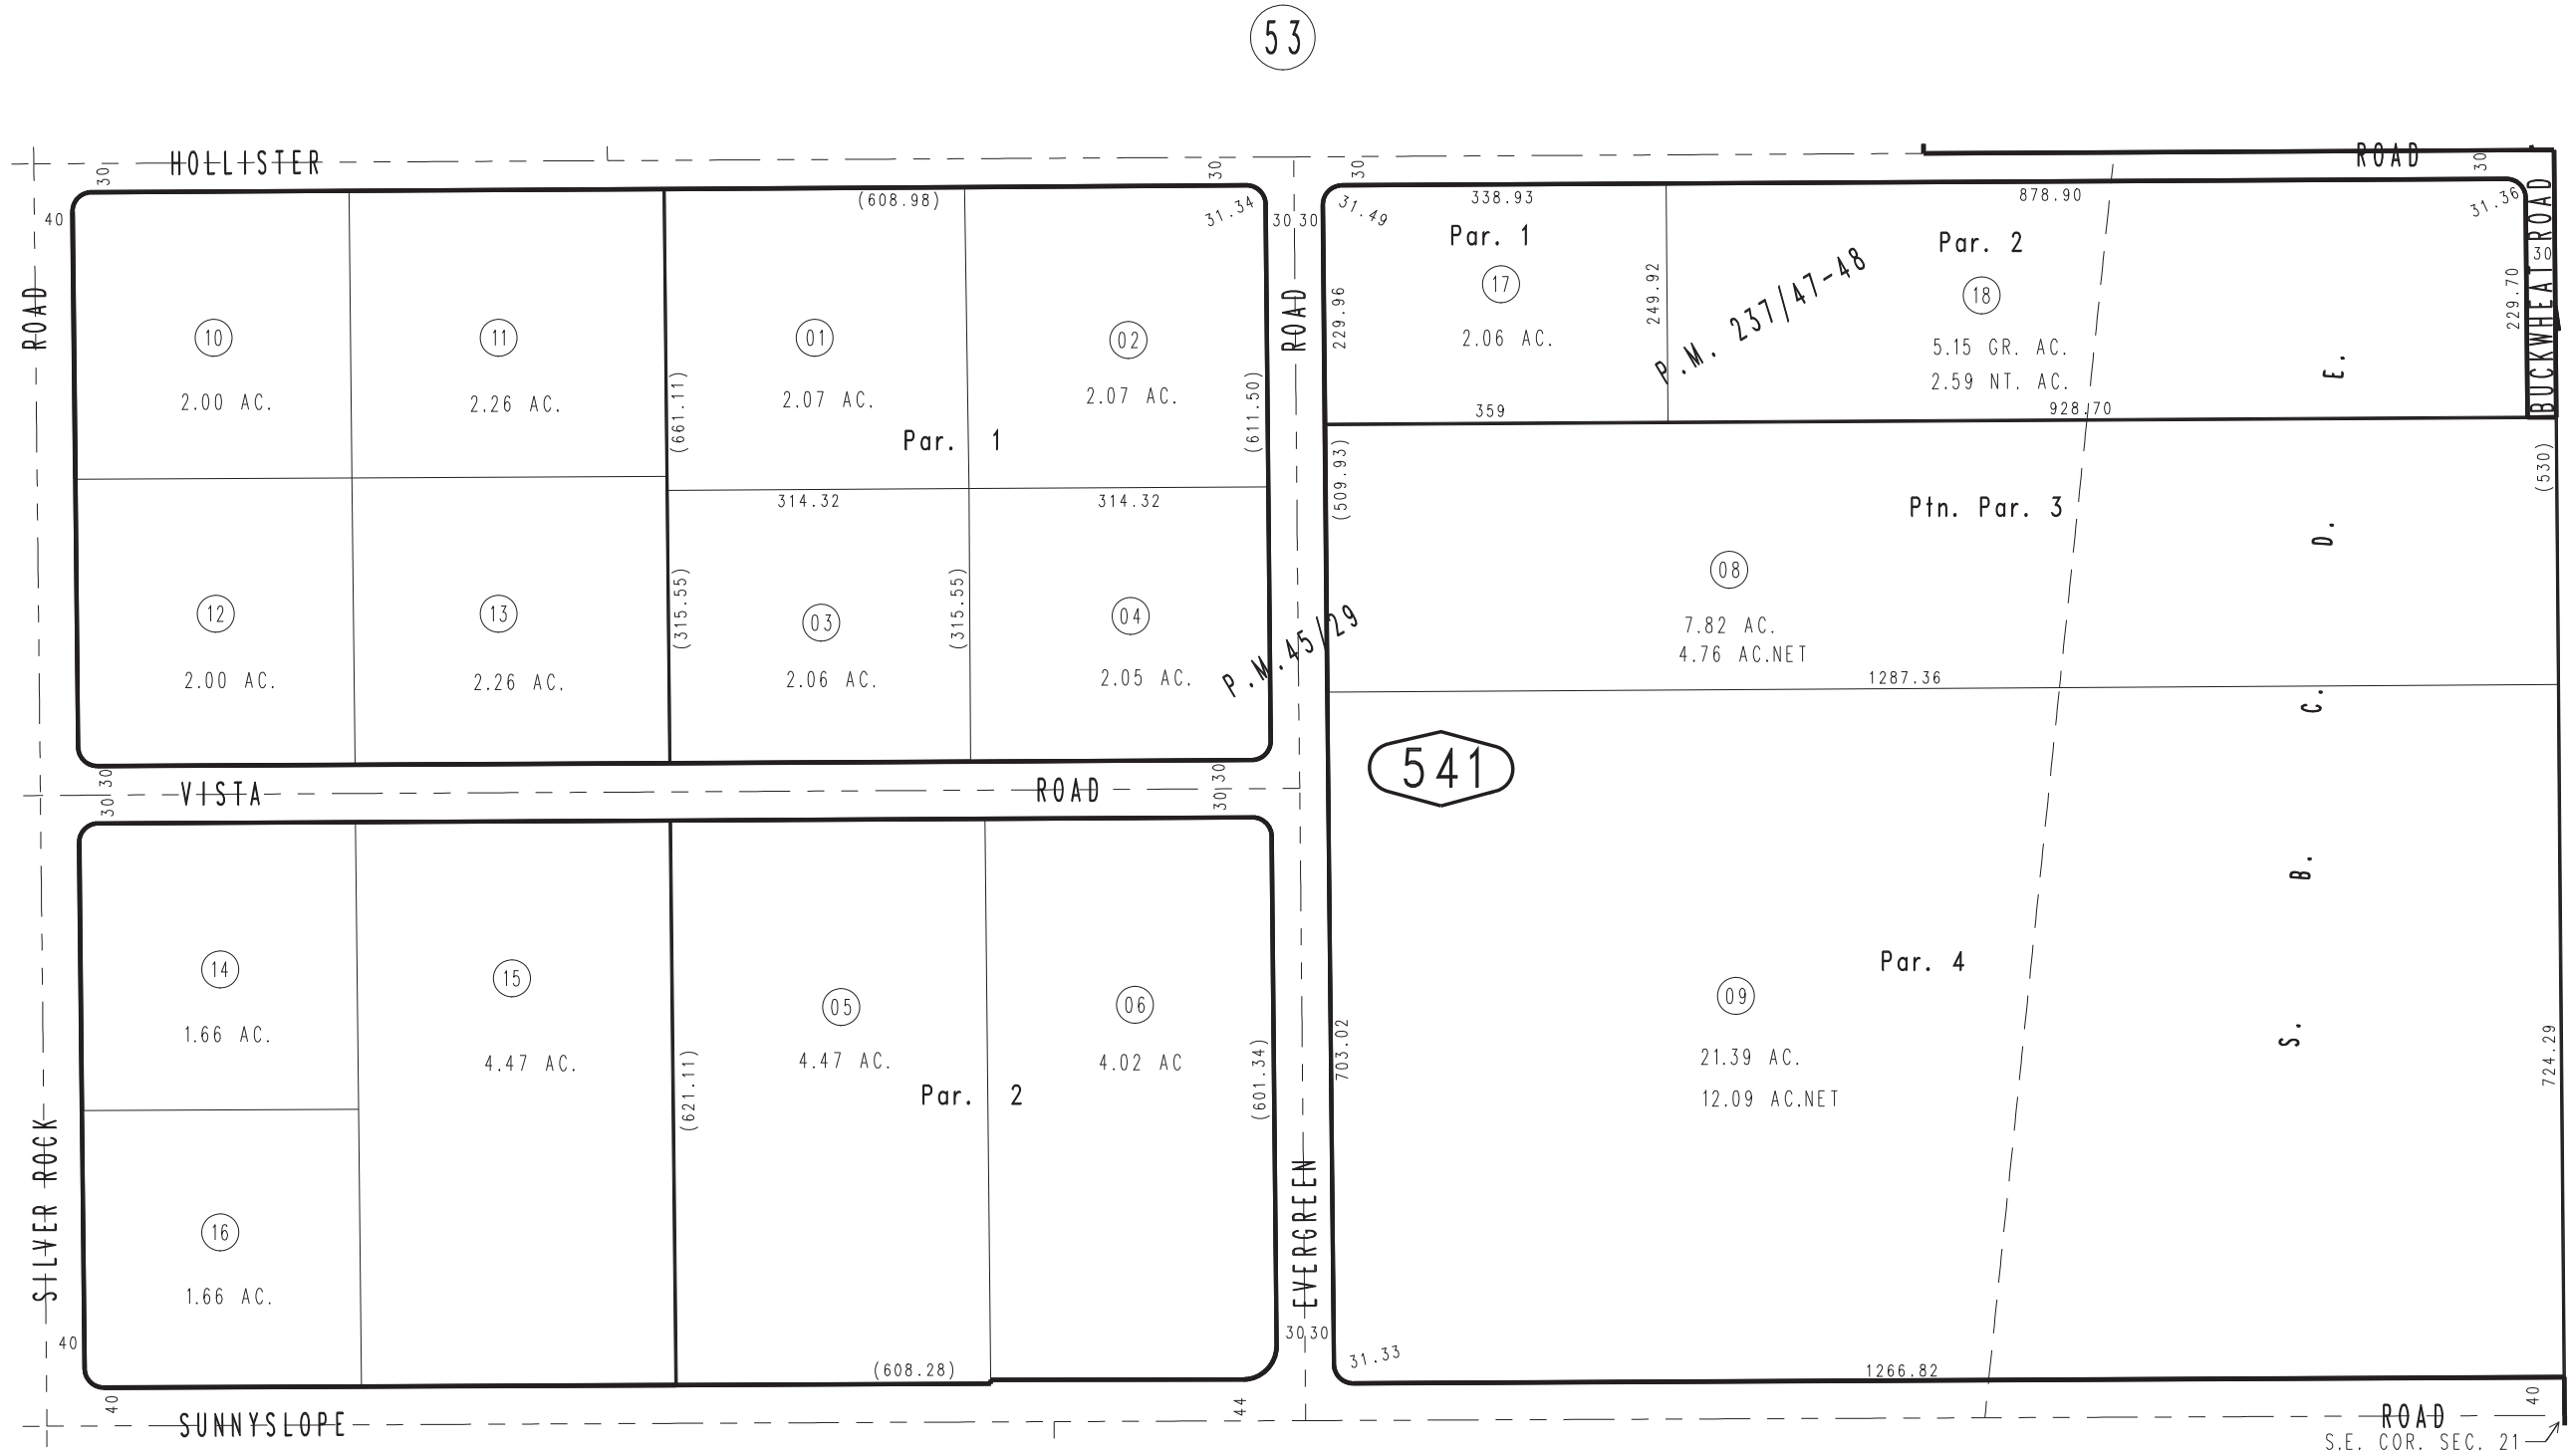 53
HOLLISTER
ROAD
30
30
30
30
40
(608.98)
31.34
30 30
31.49
338.93
878.90
31.36
BUCKWHEAT ROAD
30
Par. 1
Par. 2
17
18
2.06 AC.
5.15 GR. AC.
2.59 NT. AC.
229.96
249.92
229.70
P.M. 237/47-48
359
928.70
ROAD
ROAD
10
2.00 AC.
11
2.26 AC.
01
2.07 AC.
02
2.07 AC.
(661.11)
(611.50)
Par. 1
314.32
314.32
(509.93)
(530)
Ptn. Par. 3
08
7.82 AC.
4.76 AC.NET
1287.36
12
2.00 AC.
13
2.26 AC.
(315.55)
03
2.06 AC.
(315.55)
04
2.05 AC.
P.M. 45/29
S. B. C. D. E.
541
30 30
VISTA
ROAD
30 30
14
1.66 AC.
15
4.47 AC.
05
4.47 AC.
06
4.02 AC
(621.11)
(601.34)
Par. 2
Par. 4
09
21.39 AC.
12.09 AC.NET
703.02
724.29
16
1.66 AC.
SILVER ROCK
EVERGREEN
40
(608.28)
30 30
31.33
1266.82
40
44
40
SUNNYSLOPE
ROAD
S.E. COR. SEC. 21